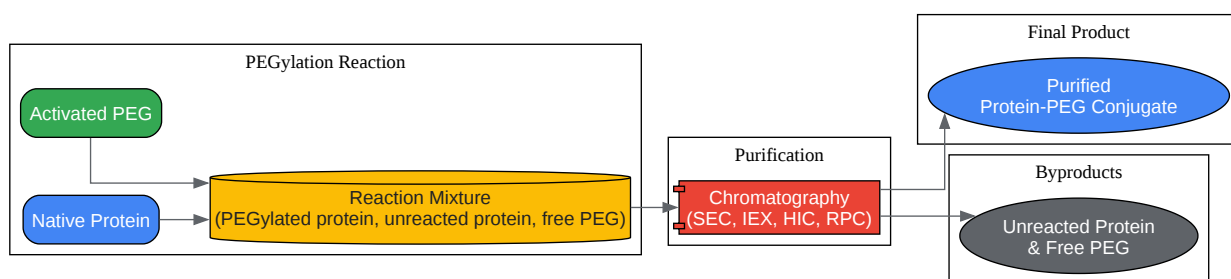 PEGylation Reaction
Activated PEG
Native Protein
Reaction Mixture
(PEGylated protein, unreacted protein, free PEG)
Purification
Chromatography
(SEC, IEX, HIC, RPC)
Final Product
Purified
Protein-PEG Conjugate
Byproducts
Unreacted Protein
& Free PEG